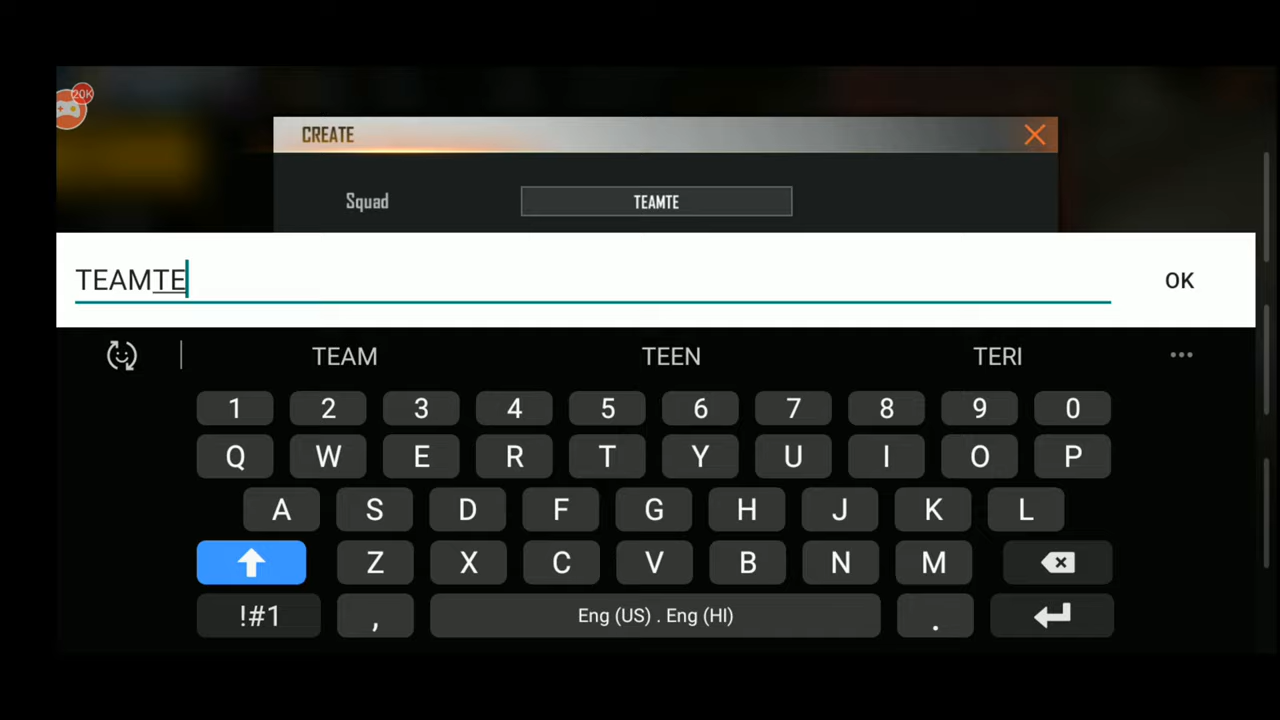 20K
CREATE
Squad TEAMTE
TEAMTE OK
TEAM TEEN TERI
1 2 3 4 5 6 7 8 9 0
Q W E R T Y U I O P
A S D F G H J K L
Z X C V B N M
!#1 , Eng (US) . Eng (HI) .